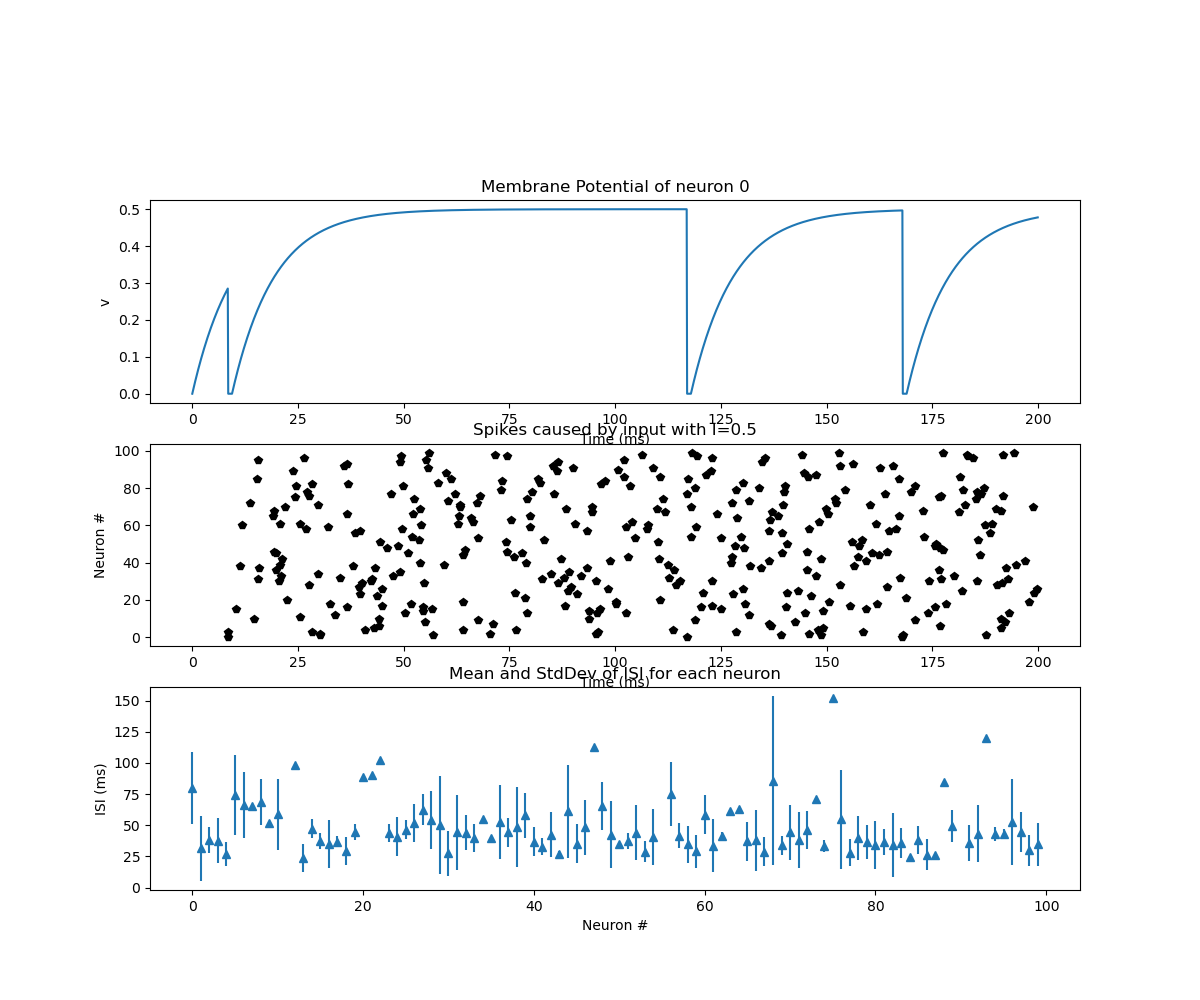 Membrane Potential of neuron 0
0.5
0.4
0.3
0.2
0.1
0.0
v
0 25 50 75 100 125 150 175 200
Time (ms)
Spikes caused by input with I=0.5
100
80
60
40
20
0
Neuron #
0 25 50 75 100 125 150 175 200
Time (ms)
Mean and StdDev of ISI for each neuron
150
125
100
75
50
25
0
ISI (ms)
0 20 40 60 80 100
Neuron #